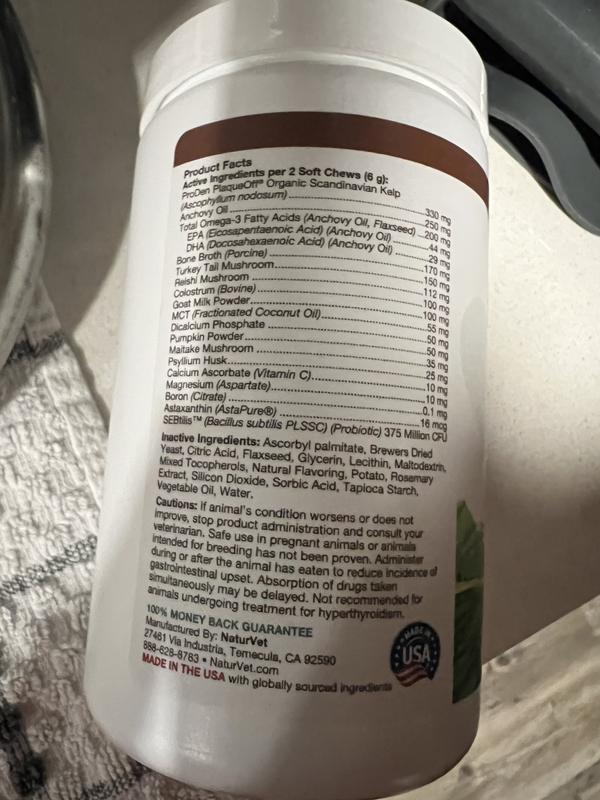 Product Facts
Active Ingredients per 2 Soft Chews (6 g):
ProDen PlaqueOff® Organic Scandinavian Kelp
(Ascophyllum nodosum)..........330 mg
Anchovy Oil..........250 mg
Total Omega-3 Fatty Acids (Anchovy Oil, Flaxseed)...200 mg
EPA (Eicosapentaenoic Acid) (Anchovy Oil)..........44 mg
DHA (Docosahexaenoic Acid) (Anchovy Oil)..........29 mg
Bone Broth (Porcine)..........170 mg
Turkey Tail Mushroom..........150 mg
Reishi Mushroom..........112 mg
Colostrum (Bovine)..........100 mg
Goat Milk Powder..........100 mg
MCT (Fractionated Coconut Oil)..........55 mg
Dicalcium Phosphate..........50 mg
Pumpkin Powder..........50 mg
Maitake Mushroom..........35 mg
Psyllium Husk..........25 mg
Calcium Ascorbate (Vitamin C)..........10 mg
Magnesium (Aspartate)..........10 mg
Boron (Citrate)..........0.1 mg
Astaxanthin (AstaPure®)..........16 mcg
SEBtilis™ (Bacillus subtilis PLSSC) (Probiotic) 375 Million CFU
Inactive Ingredients: Ascorbyl palmitate, Brewers Dried
Yeast, Citric Acid, Flaxseed, Glycerin, Lecithin, Maltodextrin,
Mixed Tocopherols, Natural Flavoring, Potato, Rosemary
Extract, Silicon Dioxide, Sorbic Acid, Tapioca Starch,
Vegetable Oil, Water.
Cautions: If animal's condition worsens or does not
improve, stop product administration and consult your
veterinarian. Safe use in pregnant animals or animals
intended for breeding has not been proven. Administer
during or after the animal has eaten to reduce incidence of
gastrointestinal upset. Absorption of drugs taken
simultaneously may be delayed. Not recommended for
animals undergoing treatment for hyperthyroidism.
100% MONEY BACK GUARANTEE
Manufactured By: NaturVet
27461 Via Industria, Temecula, CA 92590
888-628-8783 • NaturVet.com
MADE IN THE USA with globally sourced ingredients
MADE IN
USA